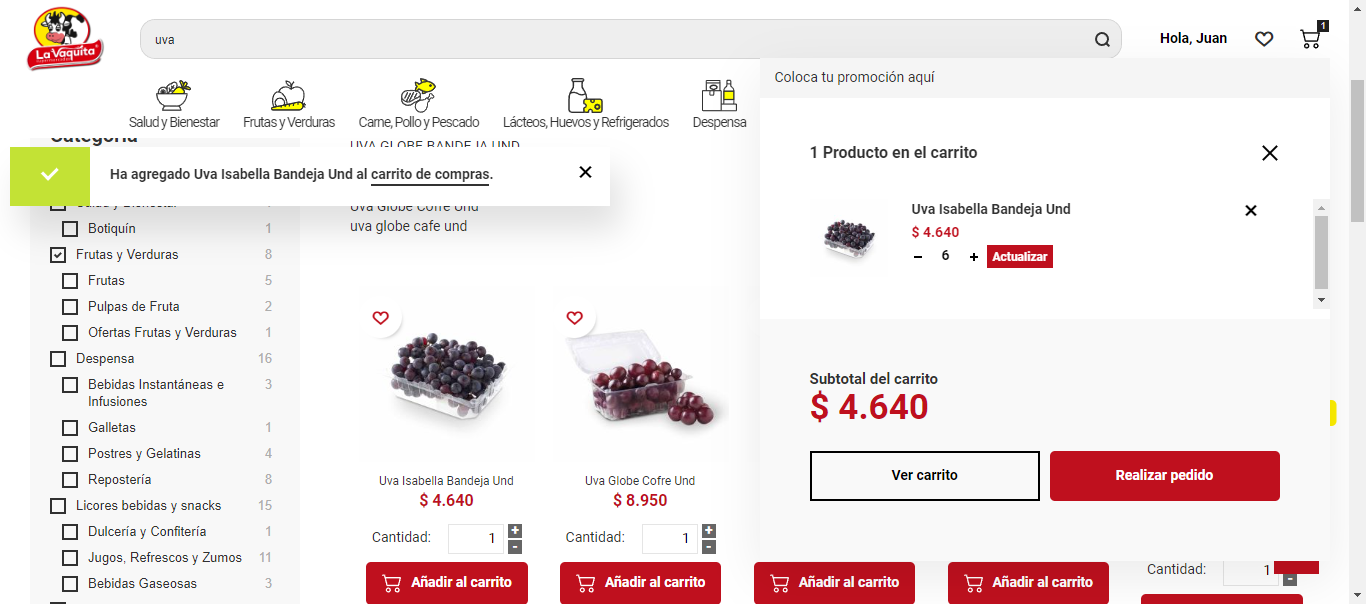 La Vaquita
uva
Hola, Juan
1
Salud y Bienestar
Frutas y Verduras
Carne, Pollo y Pescado
Lácteos, Huevos y Refrigerados
Despensa
Coloca tu promoción aquí
1 Producto en el carrito
Uva Isabella Bandeja Und
$ 4.640
6
Actualizar
Subtotal del carrito
$ 4.640
Ver carrito
Realizar pedido
Ha agregado Uva Isabella Bandeja Und al carrito de compras.
Categoría
Salud y Bienestar
Botiquín 1
Frutas y Verduras 8
Frutas 5
Pulpas de Fruta 2
Ofertas Frutas y Verduras 1
Despensa 16
Bebidas Instantáneas e 3
Infusiones
Galletas 1
Postres y Gelatinas 4
Repostería 8
Licores bebidas y snacks 15
Dulcería y Confitería 1
Jugos, Refrescos y Zumos 11
Bebidas Gaseosas 3
UVA GLOBE BANDEJA UND
Uva Globe Cofre Und
uva globe cafe und
Uva Isabella Bandeja Und
$ 4.640
Cantidad: 1
Añadir al carrito
Uva Globe Cofre Und
$ 8.950
Cantidad: 1
Añadir al carrito
Añadir al carrito
Añadir al carrito
Cantidad: 1